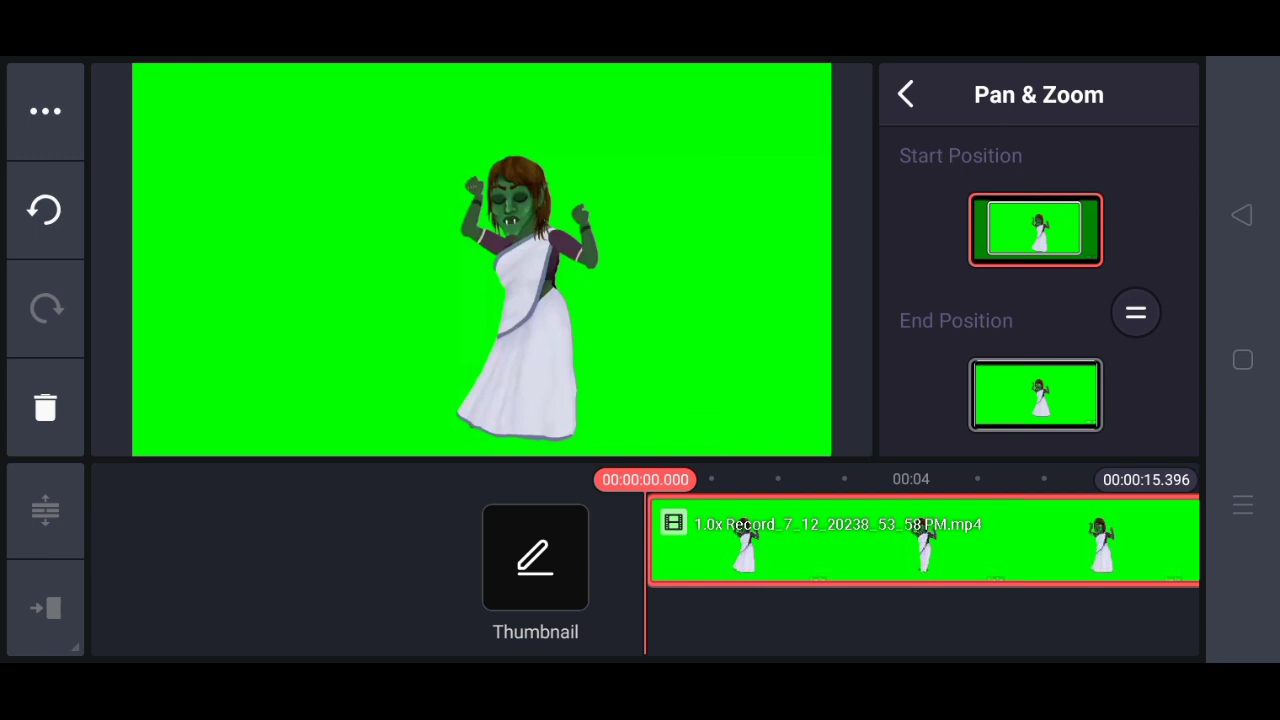 Pan & Zoom
Start Position
End Position
00:00:00.000
00:04
00:00:15.396
1.0x Record_7_12_20238_53_58 PM.mp4
Thumbnail